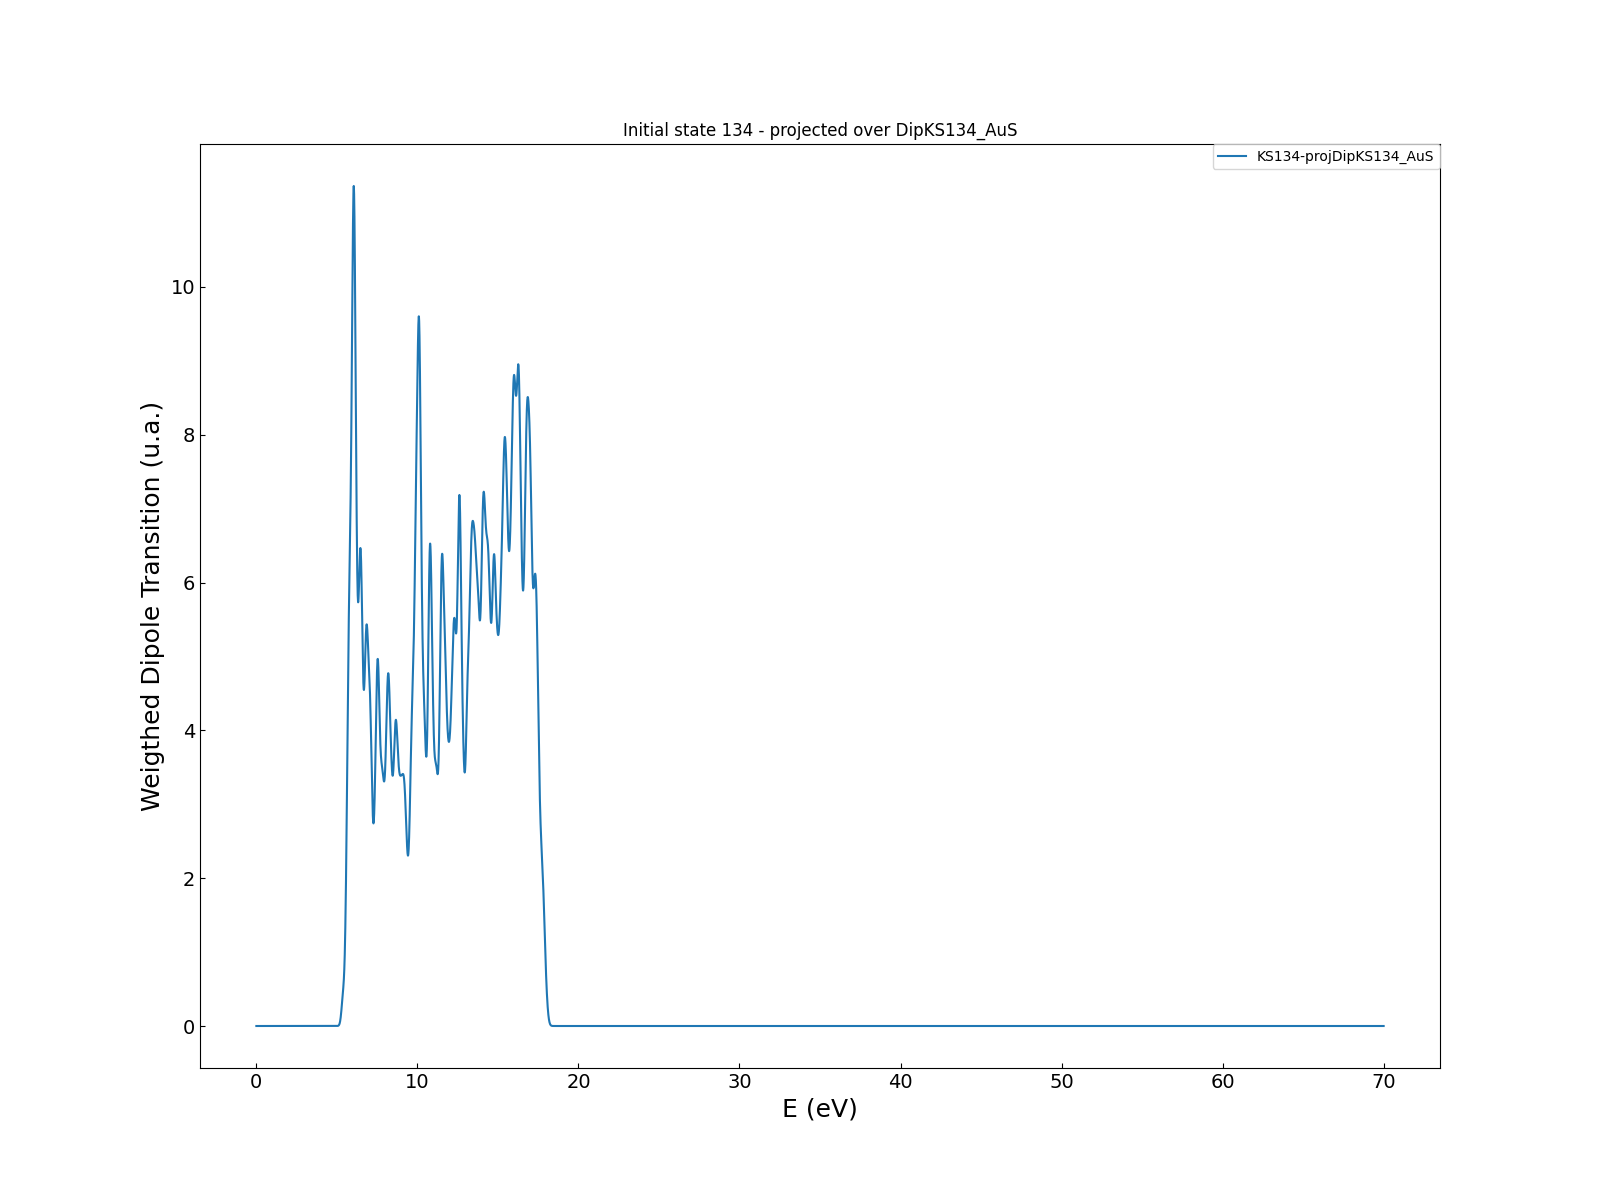 Initial state 134 - projected over DipKS134_AuS
KS134-projDipKS134_AuS
Weigthed Dipole Transition (u.a.)
10
8
6
4
2
0
0 10 20 30 40 50 60 70
E (eV)